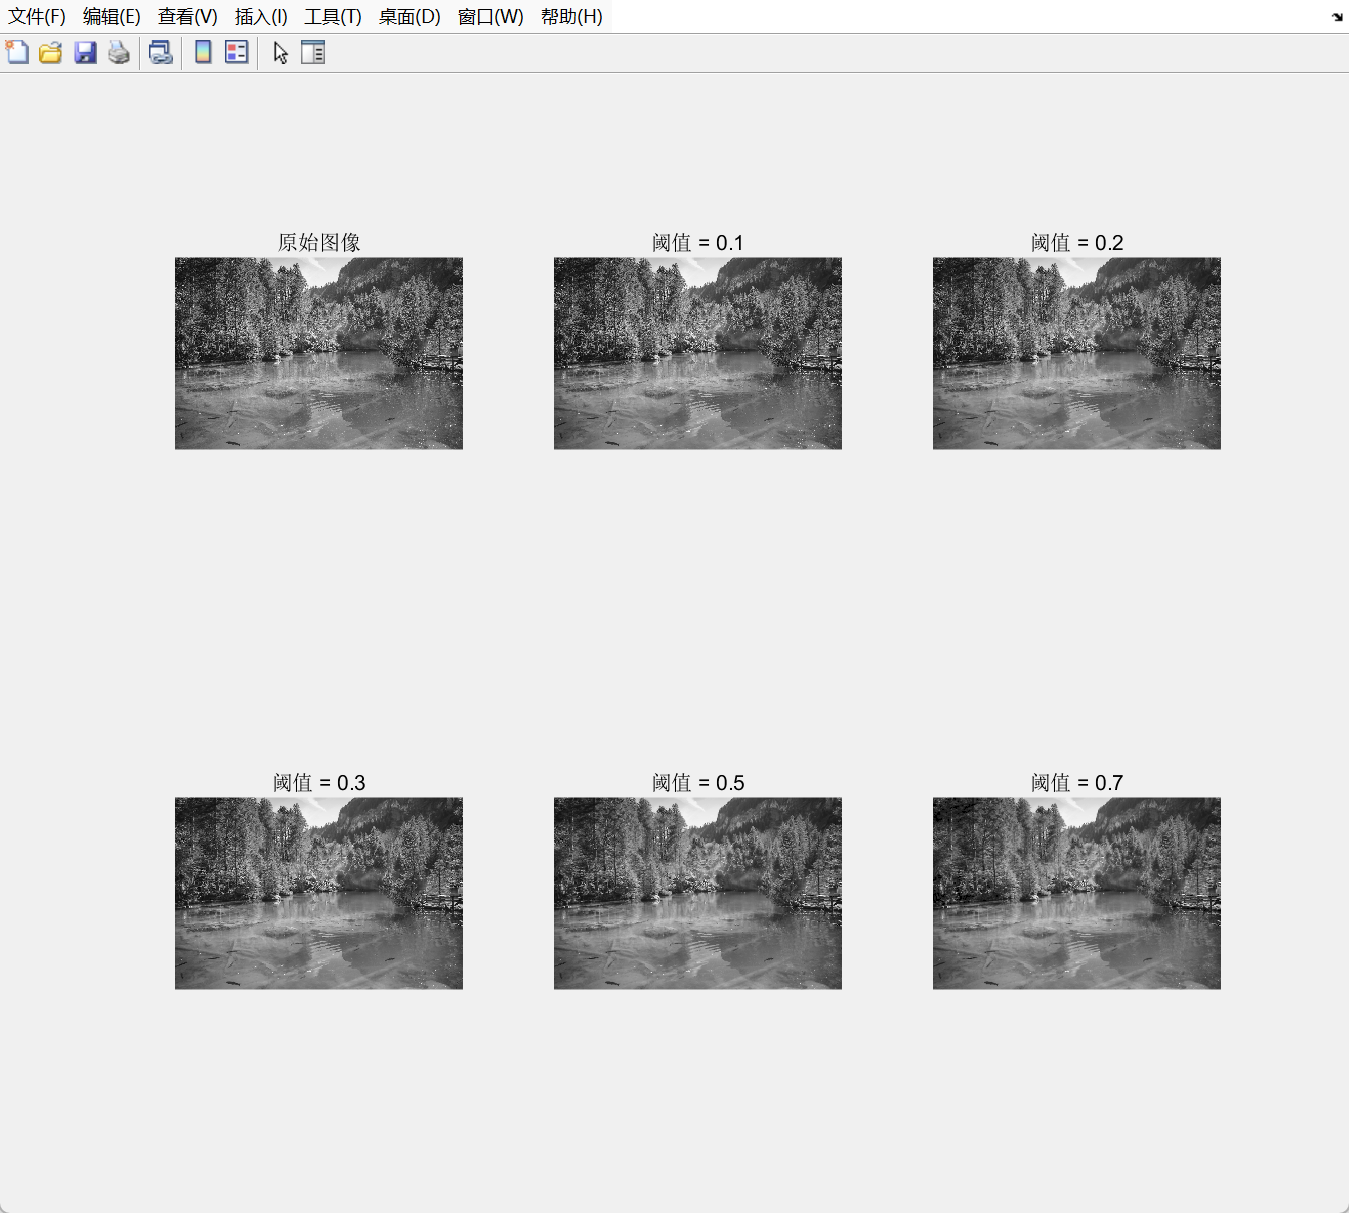 文件(F) 编辑(E) 查看(V) 插入(I) 工具(T) 桌面(D) 窗口(W) 帮助(H)
原始图像
阈值 = 0.1
阈值 = 0.2
阈值 = 0.3
阈值 = 0.5
阈值 = 0.7